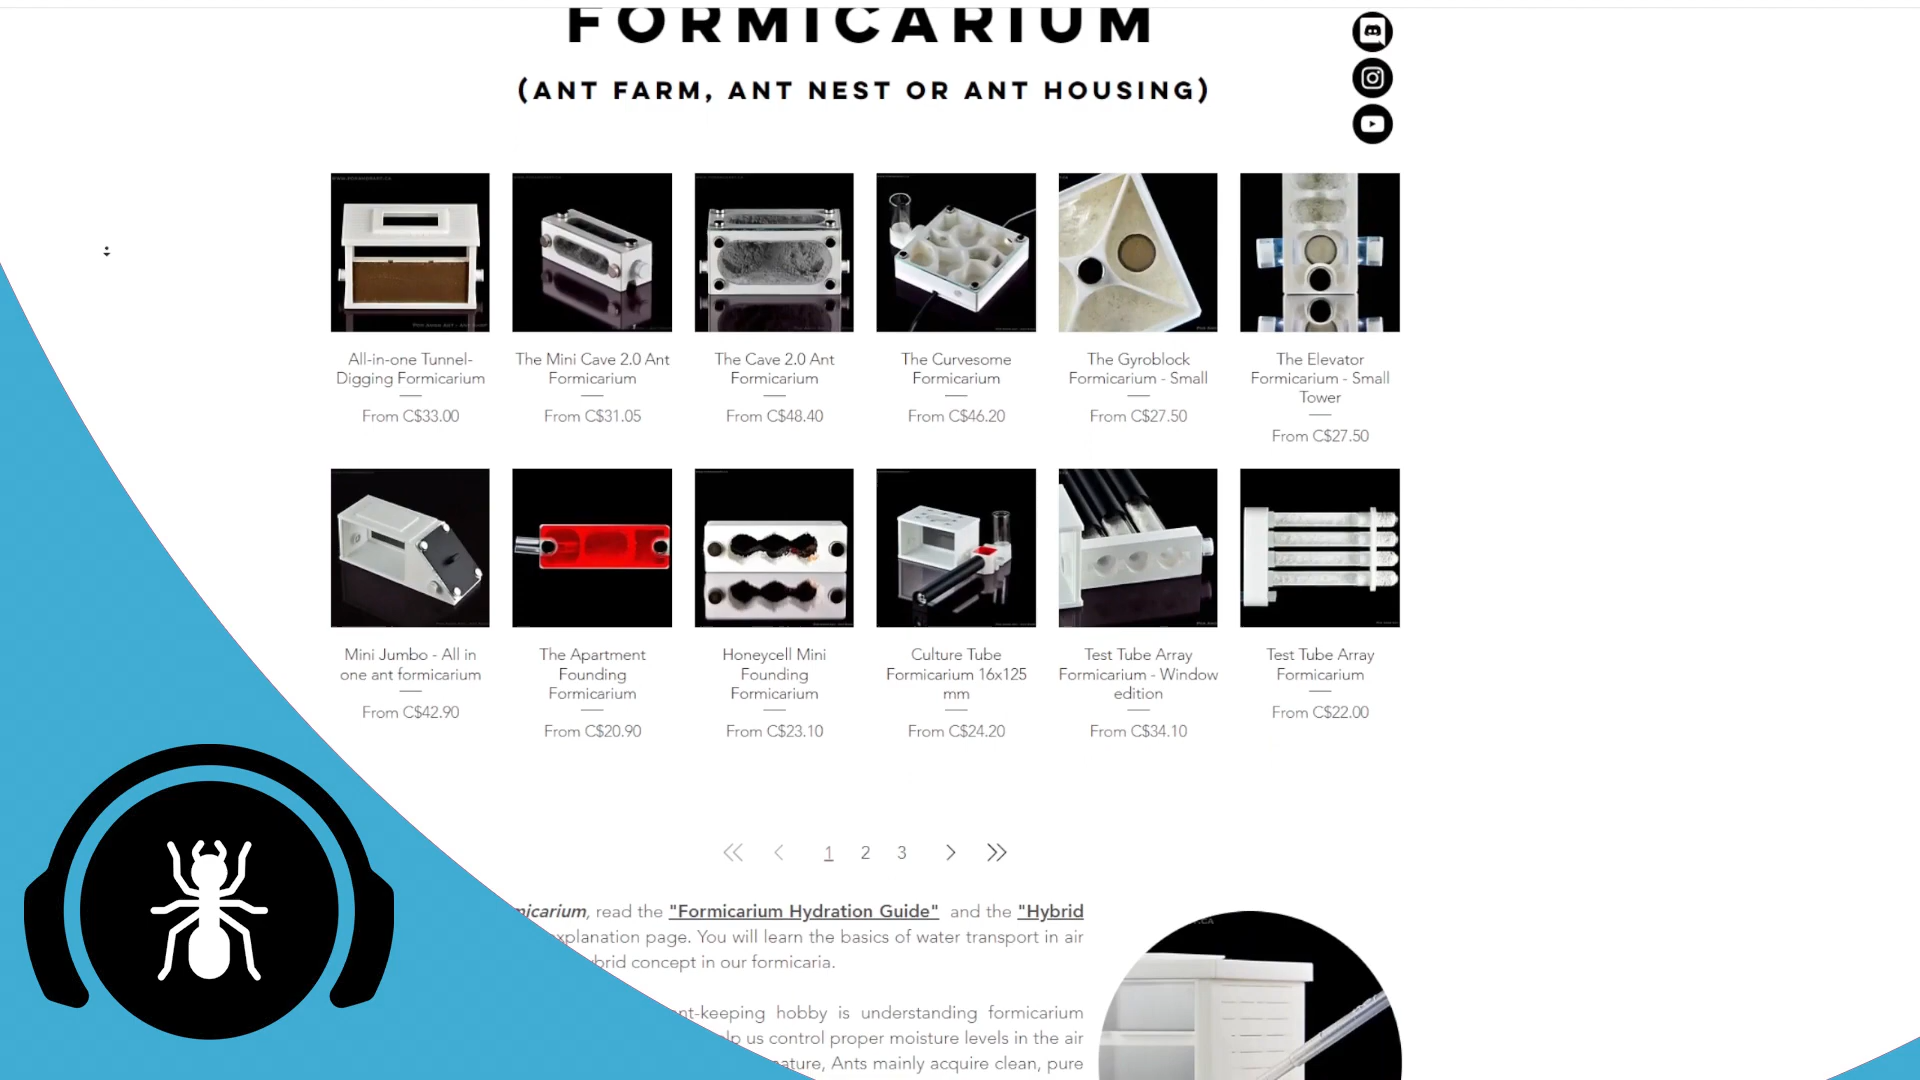 FORMICARIUM
(ANT FARM, ANT NEST OR ANT HOUSING)
All-in-one Tunnel-
Digging Formicarium
From C$33.00
The Mini Cave 2.0 Ant
Formicarium
From C$31.05
The Cave 2.0 Ant
Formicarium
From C$48.40
The Curvesome
Formicarium
From C$46.20
The Gyroblock
Formicarium - Small
From C$27.50
The Elevator
Formicarium - Small
Tower
From C$27.50
Mini Jumbo - All in
one ant formicarium
From C$42.90
The Apartment
Founding
Formicarium
From C$20.90
Honeycell Mini
Founding
Formicarium
From C$23.10
Culture Tube
Formicarium 16x125
mm
From C$24.20
Test Tube Array
Formicarium - Window
edition
From C$34.10
Test Tube Array
Formicarium
From C$22.00
1 2 3
micarium, read the "Formicarium Hydration Guide" and the "Hybrid
explanation page. You will learn the basics of water transport in air
brid concept in our formicaria.
nt-keeping hobby is understanding formicarium
lp us control proper moisture levels in the air
ature, Ants mainly acquire clean, pure